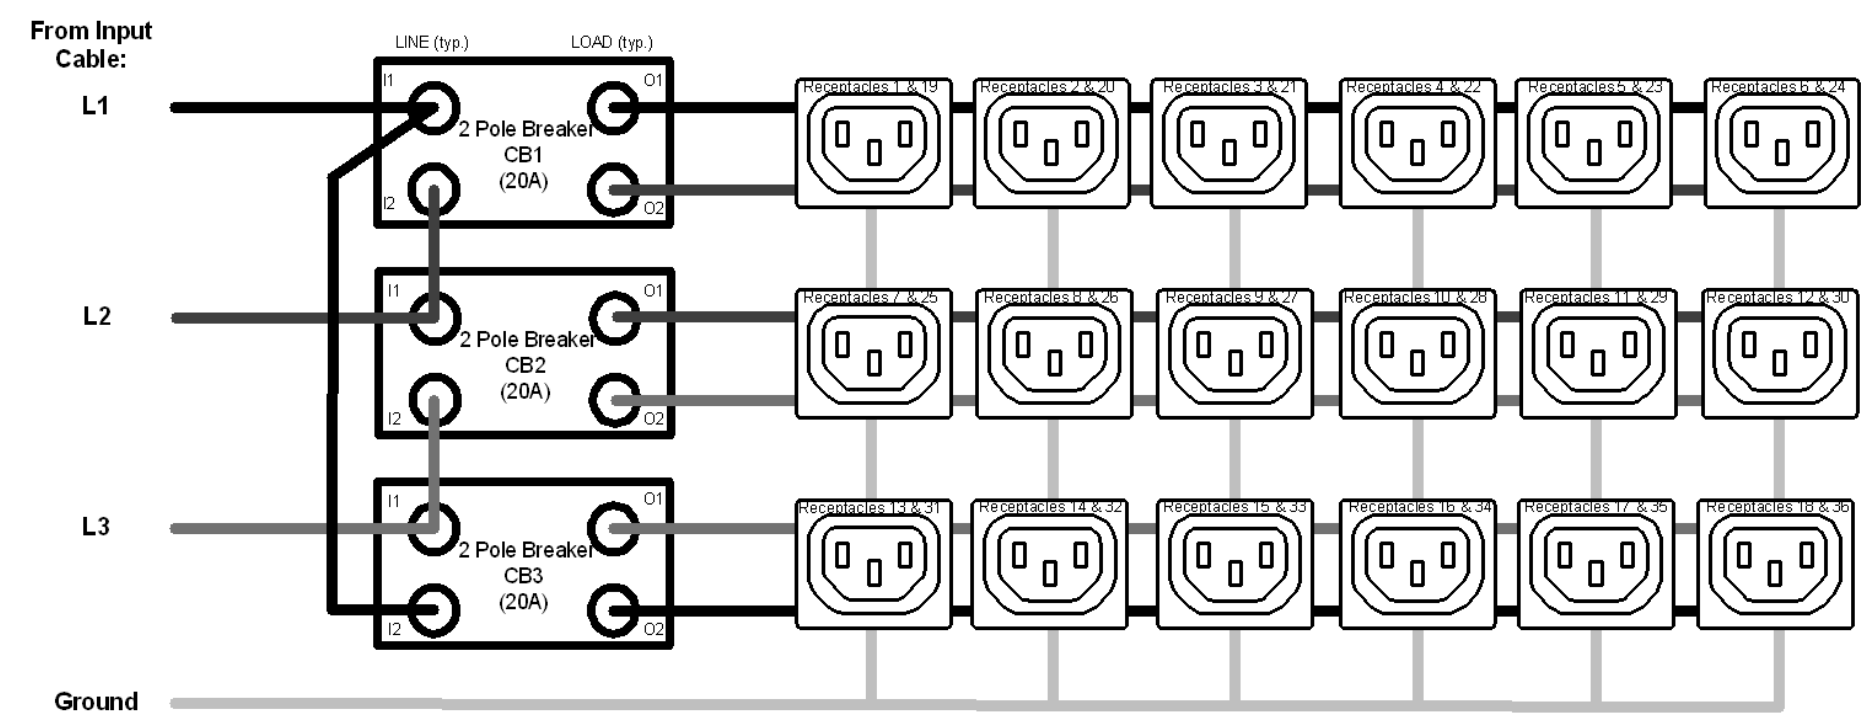 From Input
Cable:
LINE (typ.)
LOAD (typ.)
L1
I1
O1
2 Pole Breaker
CB1
(20A)
I2
O2
Receptacles 1 & 19
Receptacles 2 & 20
Receptacles 3 & 21
Receptacles 4 & 22
Receptacles 5 & 23
Receptacles 6 & 24
L2
I1
O1
2 Pole Breaker
CB2
(20A)
I2
O2
Receptacles 7 & 25
Receptacles 8 & 26
Receptacles 9 & 27
Receptacles 10 & 28
Receptacles 11 & 29
Receptacles 12 & 30
L3
I1
O1
2 Pole Breaker
CB3
(20A)
I2
O2
Receptacles 13 & 31
Receptacles 14 & 32
Receptacles 15 & 33
Receptacles 16 & 34
Receptacles 17 & 35
Receptacles 18 & 36
Ground